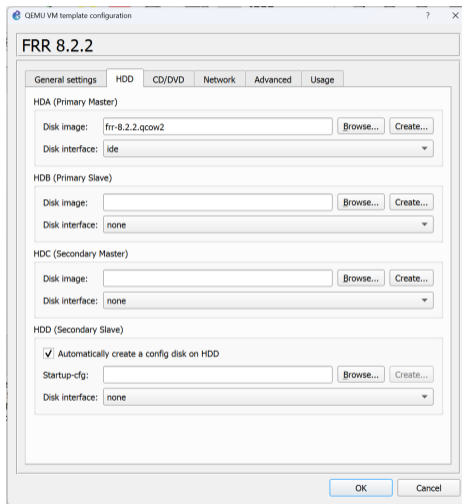 QEMU VM template configuration ? ×
FRR 8.2.2
General settings HDD CD/DVD Network Advanced Usage
HDA (Primary Master)
Disk image: frr-8.2.2.qcow2 Browse... Create...
Disk interface: ide
HDB (Primary Slave)
Disk image: Browse... Create...
Disk interface: none
HDC (Secondary Master)
Disk image: Browse... Create...
Disk interface: none
HDD (Secondary Slave)
Automatically create a config disk on HDD
Startup-cfg: Browse... Create...
Disk interface: none
OK Cancel